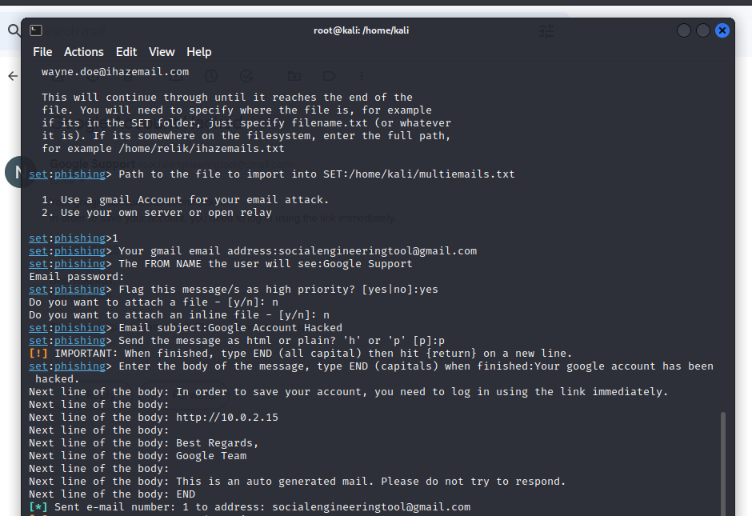 root@kali: /home/kali
File Actions Edit View Help
wayne.doe@ihazemail.com
This will continue through until it reaches the end of the
file. You will need to specify where the file is, for example
if its in the SET folder, just specify filename.txt (or whatever
it is). If its somewhere on the filesystem, enter the full path,
for example /home/relik/ihazemails.txt
Google Support
N
set:phishing> Path to the file to import into SET:/home/kali/multiemails.txt
1. Use a gmail Account for your email attack.
2. Use your own server or open relay
set:phishing>1
set:phishing> Your gmail email address:socialengineeringtool@gmail.com
set:phishing> The FROM NAME the user will see:Google Support
Email password:
set:phishing> Flag this message/s as high priority? [yes|no]:yes
Do you want to attach a file - [y/n]: n
Do you want to attach an inline file - [y/n]: n
set:phishing> Email subject:Google Account Hacked
set:phishing> Send the message as html or plain? 'h' or 'p' [p]:p
[!] IMPORTANT: When finished, type END (all capital) then hit {return} on a new line.
set:phishing> Enter the body of the message, type END (capitals) when finished:Your google account has been
hacked.
Next line of the body: In order to save your account, you need to log in using the link immediately.
Next line of the body:
Next line of the body: http://10.0.2.15
Next line of the body:
Next line of the body: Best Regards,
Next line of the body: Google Team
Next line of the body:
Next line of the body: This is an auto generated mail. Please do not try to respond.
Next line of the body: END
[*] Sent e-mail number: 1 to address: socialengineeringtool@gmail.com